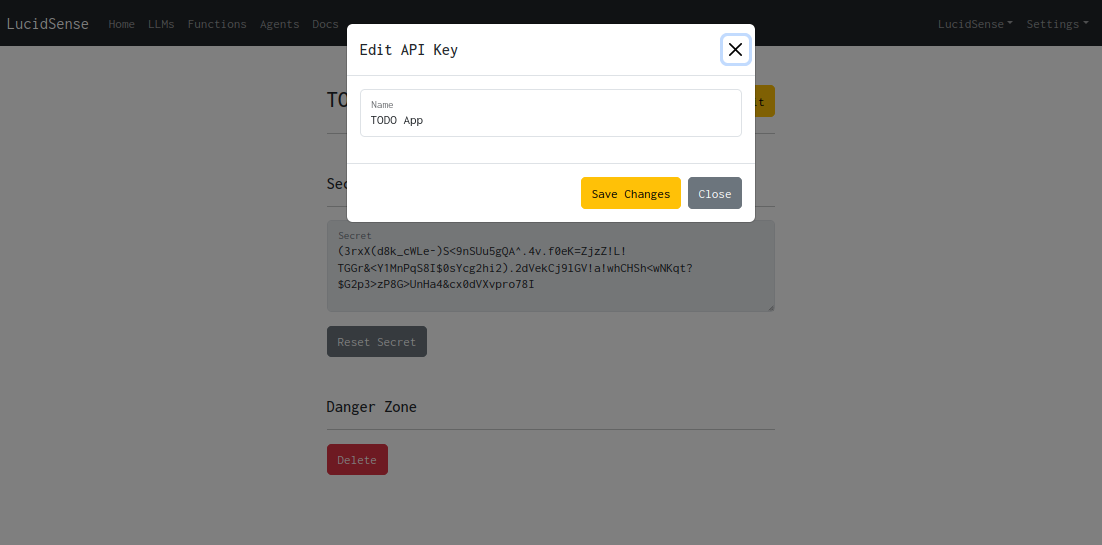 LucidSense Home LLMs Functions Agents Docs LucidSense Settings
Edit API Key
TO
it
Name
TODO App
Sec
Save Changes Close
Secret
(3rxX(d8k_cWLe-)S<9nSUu5gQA^.4v.f0eK=ZjzZ!L!
TGGr&<Y1MnPqS8I$0sYcg2hi2).2dVekCj9lGV!a!whCHSh<wNKqt?
$G2p3>zP8G>UnHa4&cx0dVXvpro78I
Reset Secret
Danger Zone
Delete